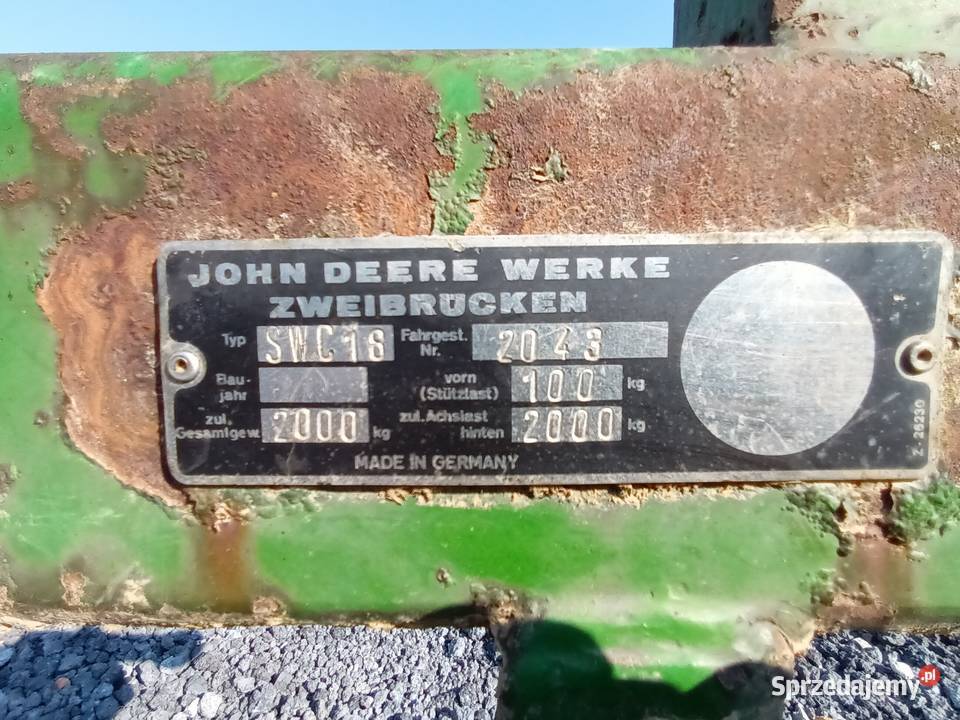 JOHN DEERE WERKE
ZWEIBRÜCKEN
Typ SWC16 Fahrgest. Nr. 2043
Bau-jahr vorn (Stützlast) 100 kg
zul. Gesamtgew. 2000 kg zul. Achslast hinten 2000 kg
MADE IN GERMANY
Z 26230
Sprzedajemy.pl